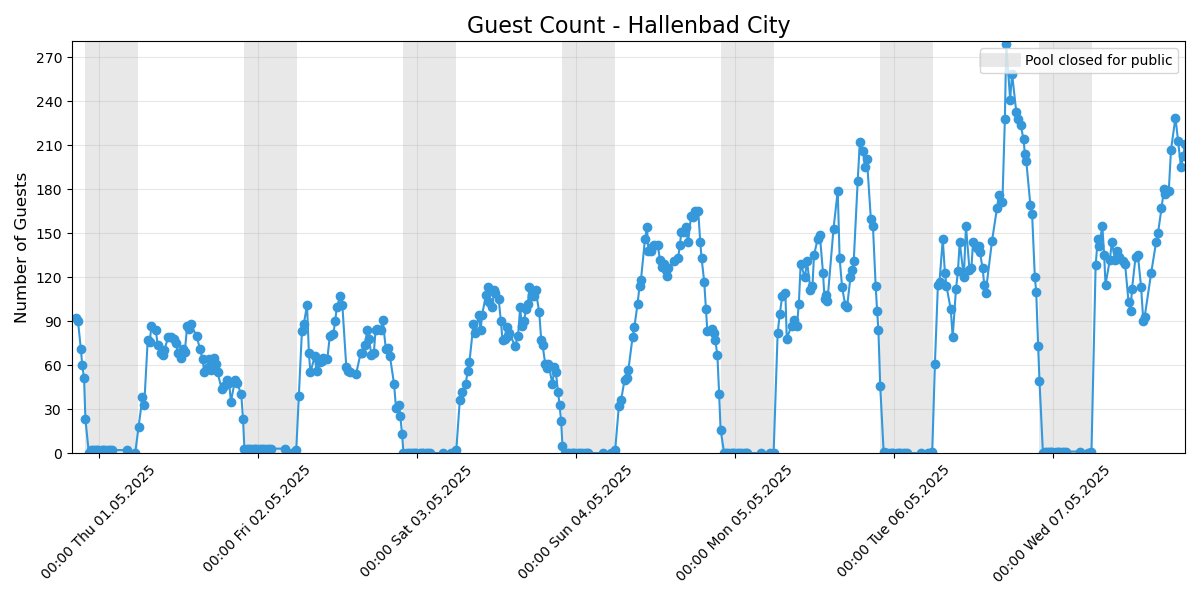 Guest Count - Hallenbad City
Pool closed for public
Number of Guests
270
240
210
180
150
120
90
60
30
0
00:00 Thu 01.05.2025
00:00 Fri 02.05.2025
00:00 Sat 03.05.2025
00:00 Sun 04.05.2025
00:00 Mon 05.05.2025
00:00 Tue 06.05.2025
00:00 Wed 07.05.2025